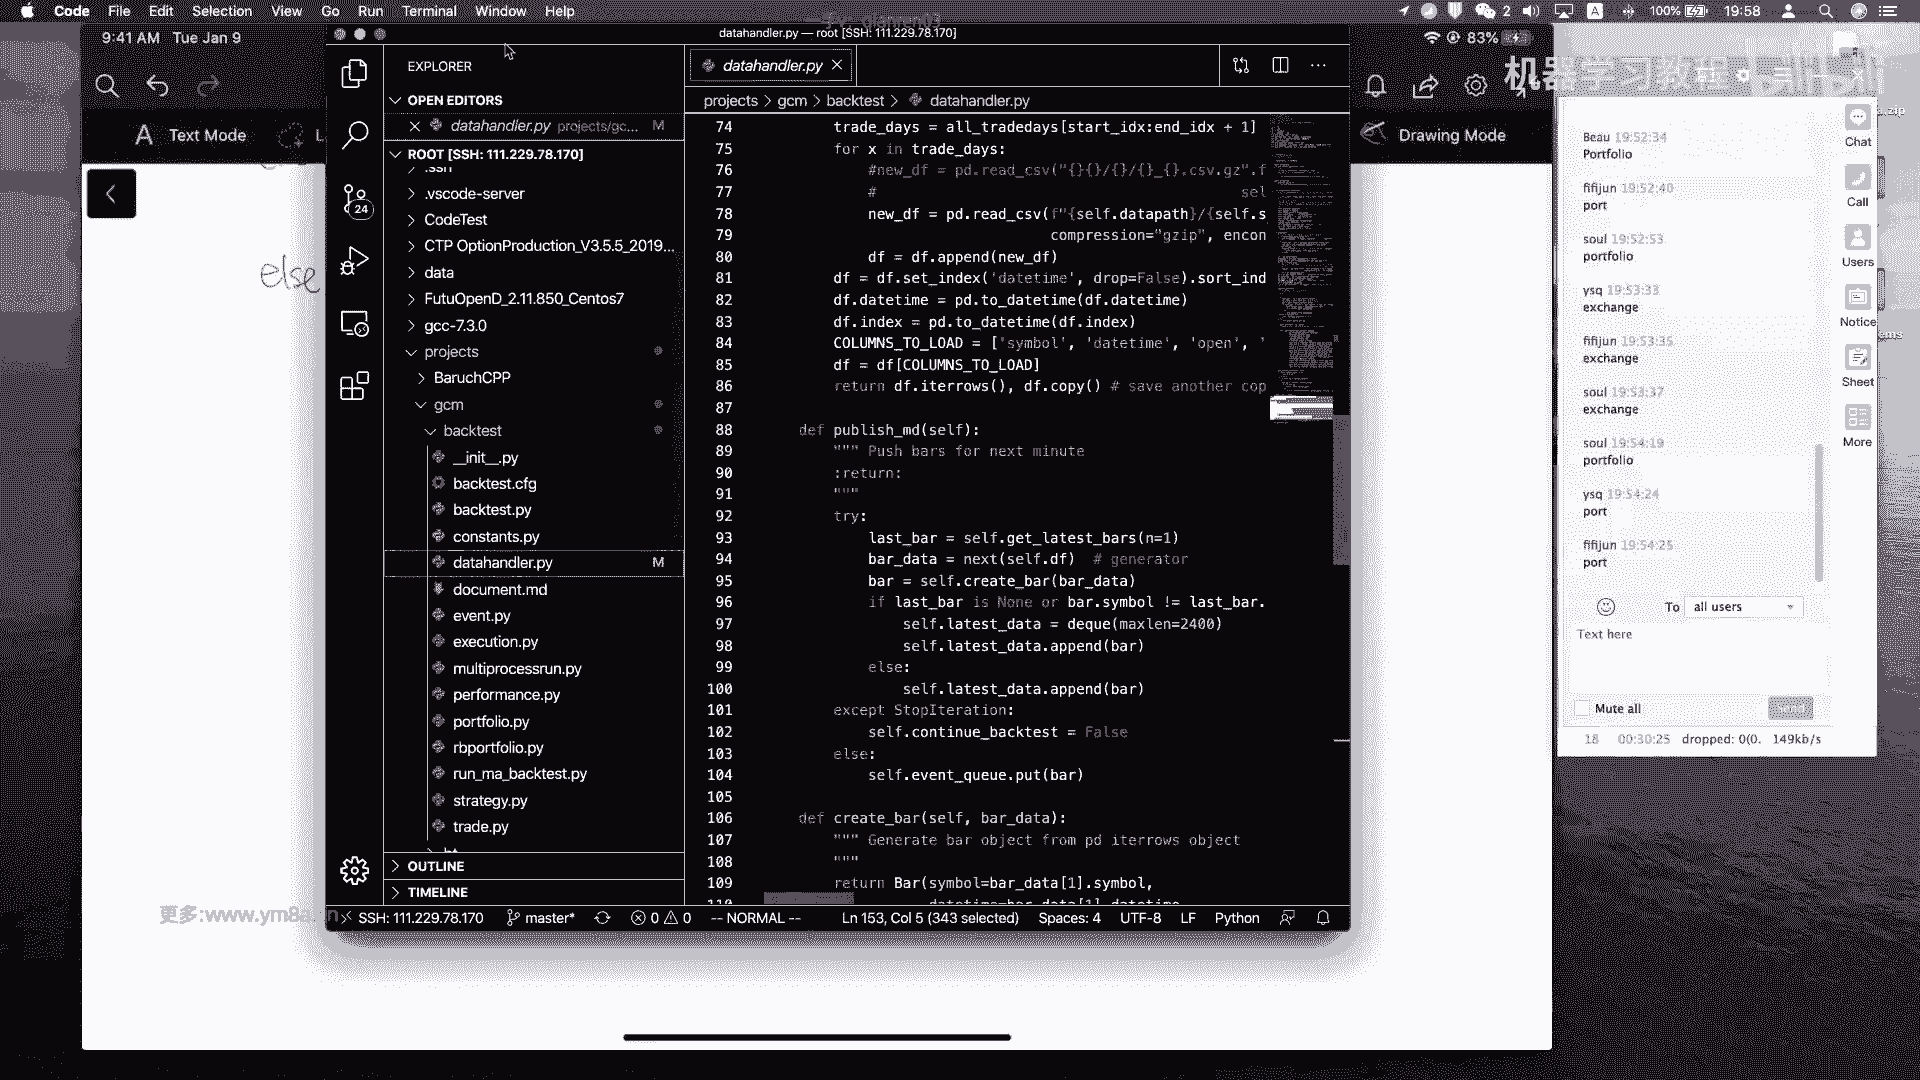 Code File Edit Selection View Go Run Terminal Window Help
2 A 100% 19:58
9:41 AM Tue Jan 9
datahandler.py — root [SSH: 111.229.78.170]
83%
机器学习教程
Text Mode
Drawing Mode
else
EXPLORER
OPEN EDITORS
datahandler.py projects/gc... M
ROOT [SSH: 111.229.78.170]
.ssh
.vscode-server
CodeTest
CTP OptionProduction_V3.5.5_2019...
data
FutuOpenD_2.11.850_Centos7
gcc-7.3.0
projects
BaruchCPP
gcm
backtest
__init__.py
backtest.cfg
backtest.py
constants.py
datahandler.py M
document.md
event.py
execution.py
multiprocessrun.py
performance.py
portfolio.py
rbportfolio.py
run_ma_backtest.py
strategy.py
trade.py
OUTLINE
TIMELINE
24
datahandler.py
projects > gcm > backtest > datahandler.py
74 trade_days = all_tradedays[start_idx:end_idx + 1]
75 for x in trade_days:
76 #new_df = pd.read_csv("{}{}/{}/{}_{}.csv.gz".f
77 # sel
78 new_df = pd.read_csv(f"{self.datapath}/{self.s
79 compression="gzip", encon
80 df = df.append(new_df)
81 df = df.set_index('datetime', drop=False).sort_ind
82 df.datetime = pd.to_datetime(df.datetime)
83 df.index = pd.to_datetime(df.index)
84 COLUMNS_TO_LOAD = ['symbol', 'datetime', 'open', '
85 df = df[COLUMNS_TO_LOAD]
86 return df.iterrows(), df.copy() # save another cop
87
88 def publish_md(self):
89 """ Push bars for next minute
90 :return:
91 """
92 try:
93 last_bar = self.get_latest_bars(n=1)
94 bar_data = next(self.df) # generator
95 bar = self.create_bar(bar_data)
96 if last_bar is None or bar.symbol != last_bar.
97 self.latest_data = deque(maxlen=2400)
98 self.latest_data.append(bar)
99 else:
100 self.latest_data.append(bar)
101 except StopIteration:
102 self.continue_backtest = False
103 else:
104 self.event_queue.put(bar)
105
106 def create_bar(self, bar_data):
107 """ Generate bar object from pd iterrows object
108 """
109 return Bar(symbol=bar_data[1].symbol,
SSH: 111.229.78.170 master* 0 0 -- NORMAL -- Ln 153, Col 5 (343 selected) Spaces: 4 UTF-8 LF Python
更多:www.ym8a
Beau 19:52:34
Portfolio
fifijun 19:52:40
port
soul 19:52:53
portfolio
ysq 19:53:33
exchange
fifijun 19:53:35
exchange
soul 19:53:37
exchange
soul 19:54:19
portfolio
ysq 19:54:24
port
fifijun 19:54:25
port
To all users
Text here
Mute all Send
18 00:30:25 dropped: 0(0. 149kb/s
Chat
Call
Users
Notice
Sheet
More